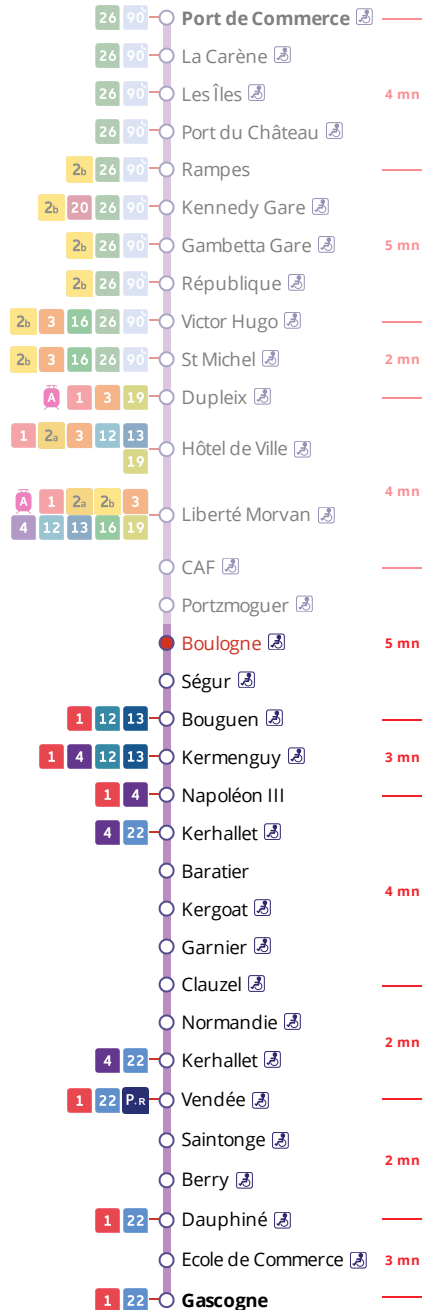 26 90 Port de Commerce
26 90 La Carène
26 90 Les Îles 4 mn
26 90 Port du Château
2b 26 90 Rampes
2b 20 26 90 Kennedy Gare
2b 26 90 Gambetta Gare 5 mn
2b 26 90 République
2b 3 16 26 90 Victor Hugo
2b 3 16 26 90 St Michel 2 mn
A 1 3 19 Dupleix
1 2a 3 12 13
19 Hôtel de Ville
4 mn
A 1 2a 2b 3
4 12 13 16 19 Liberté Morvan
CAF
Portzmoguer
Boulogne 5 mn
Ségur
1 12 13 Bouguen
1 4 12 13 Kermenguy 3 mn
1 4 Napoléon III
4 22 Kerhallet
Baratier
4 mn
Kergoat
Garnier
Clauzel
Normandie
2 mn
4 22 Kerhallet
1 22 P+R Vendée
Saintonge
2 mn
Berry
1 22 Dauphiné
Ecole de Commerce 3 mn
1 22 Gascogne